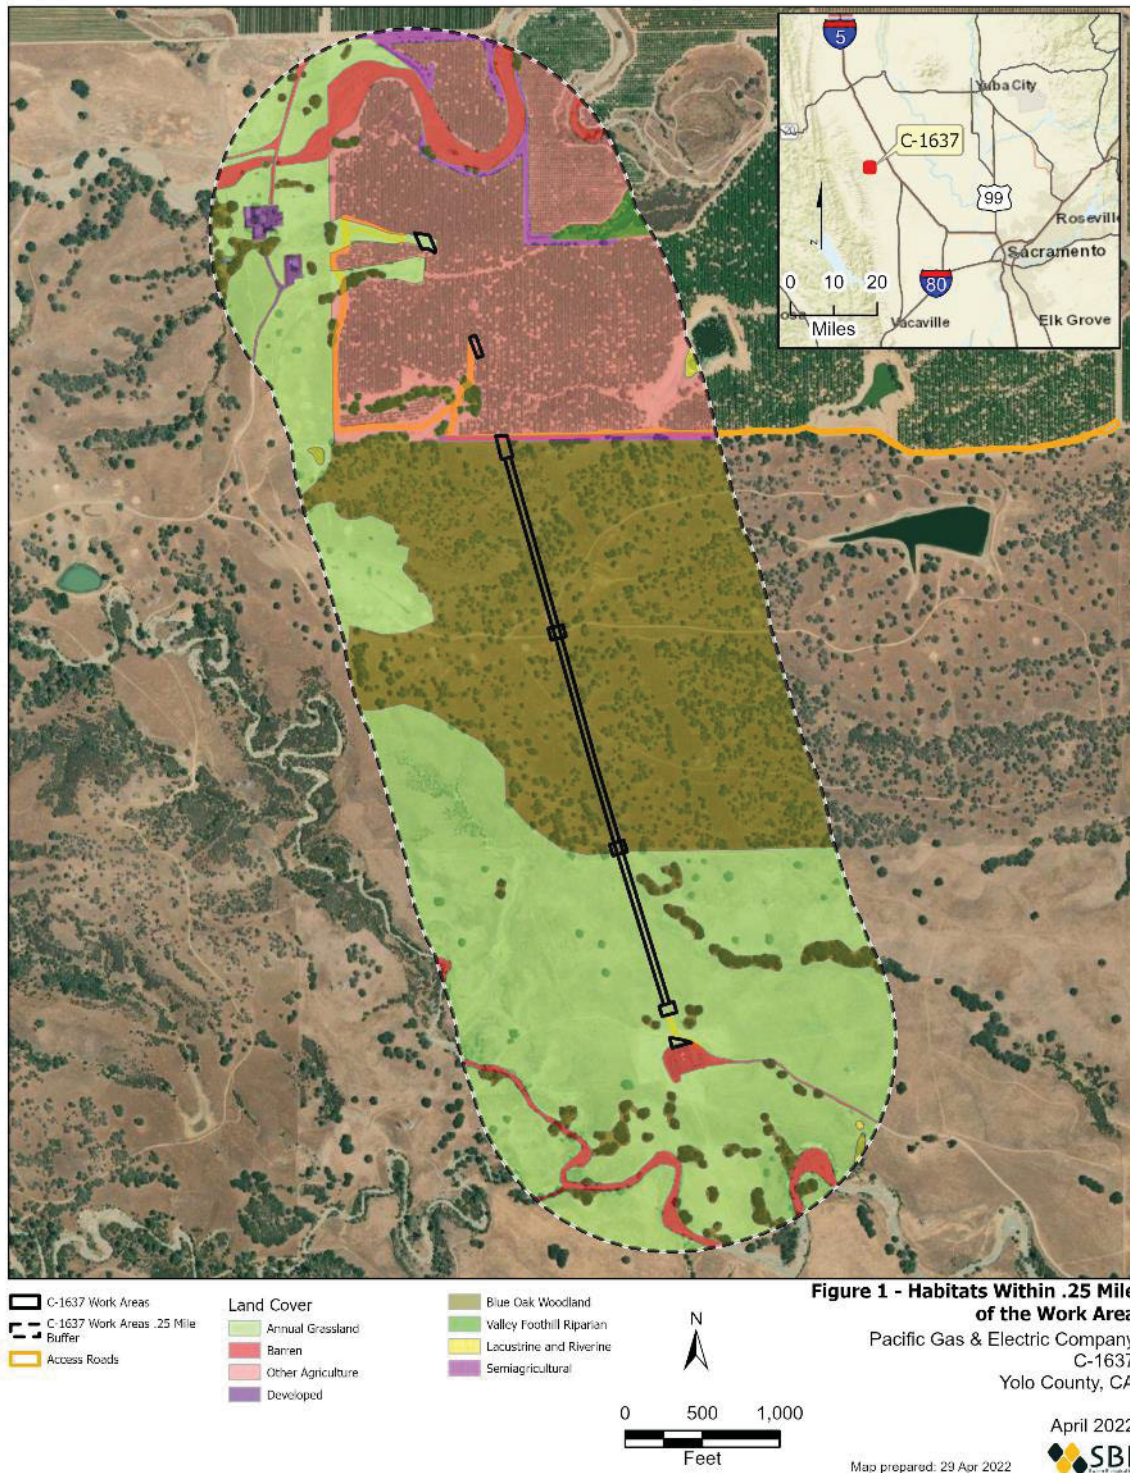 5
Yuba City
20
C-1637
99
Roseville
Sacramento
80
Vacaville
Elk Grove
z
0 10 20
Miles
C-1637 Work Areas
C-1637 Work Areas .25 Mile
Buffer
Access Roads
Land Cover
Annual Grassland
Barren
Other Agriculture
Developed
Blue Oak Woodland
Valley Foothill Riparian
Lacustrine and Riverine
Semiagricultural
N
0 500 1,000
Feet
Figure 1 - Habitats Within .25 Mile
of the Work Area
Pacific Gas & Electric Company
C-1637
Yolo County, CA
April 2022
Map prepared: 29 Apr 2022
SBI